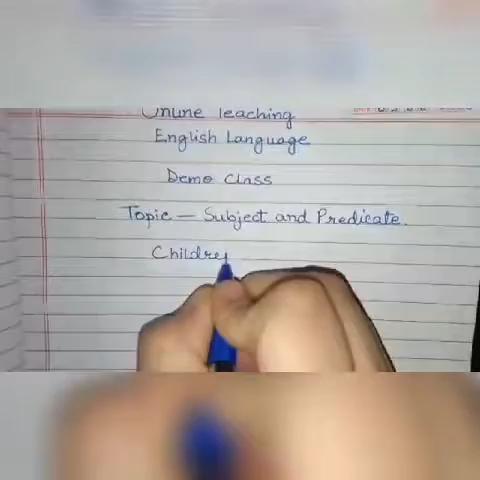 Online Teaching
English Language
Demo Class
Topic — Subject and Predicate.
Childre